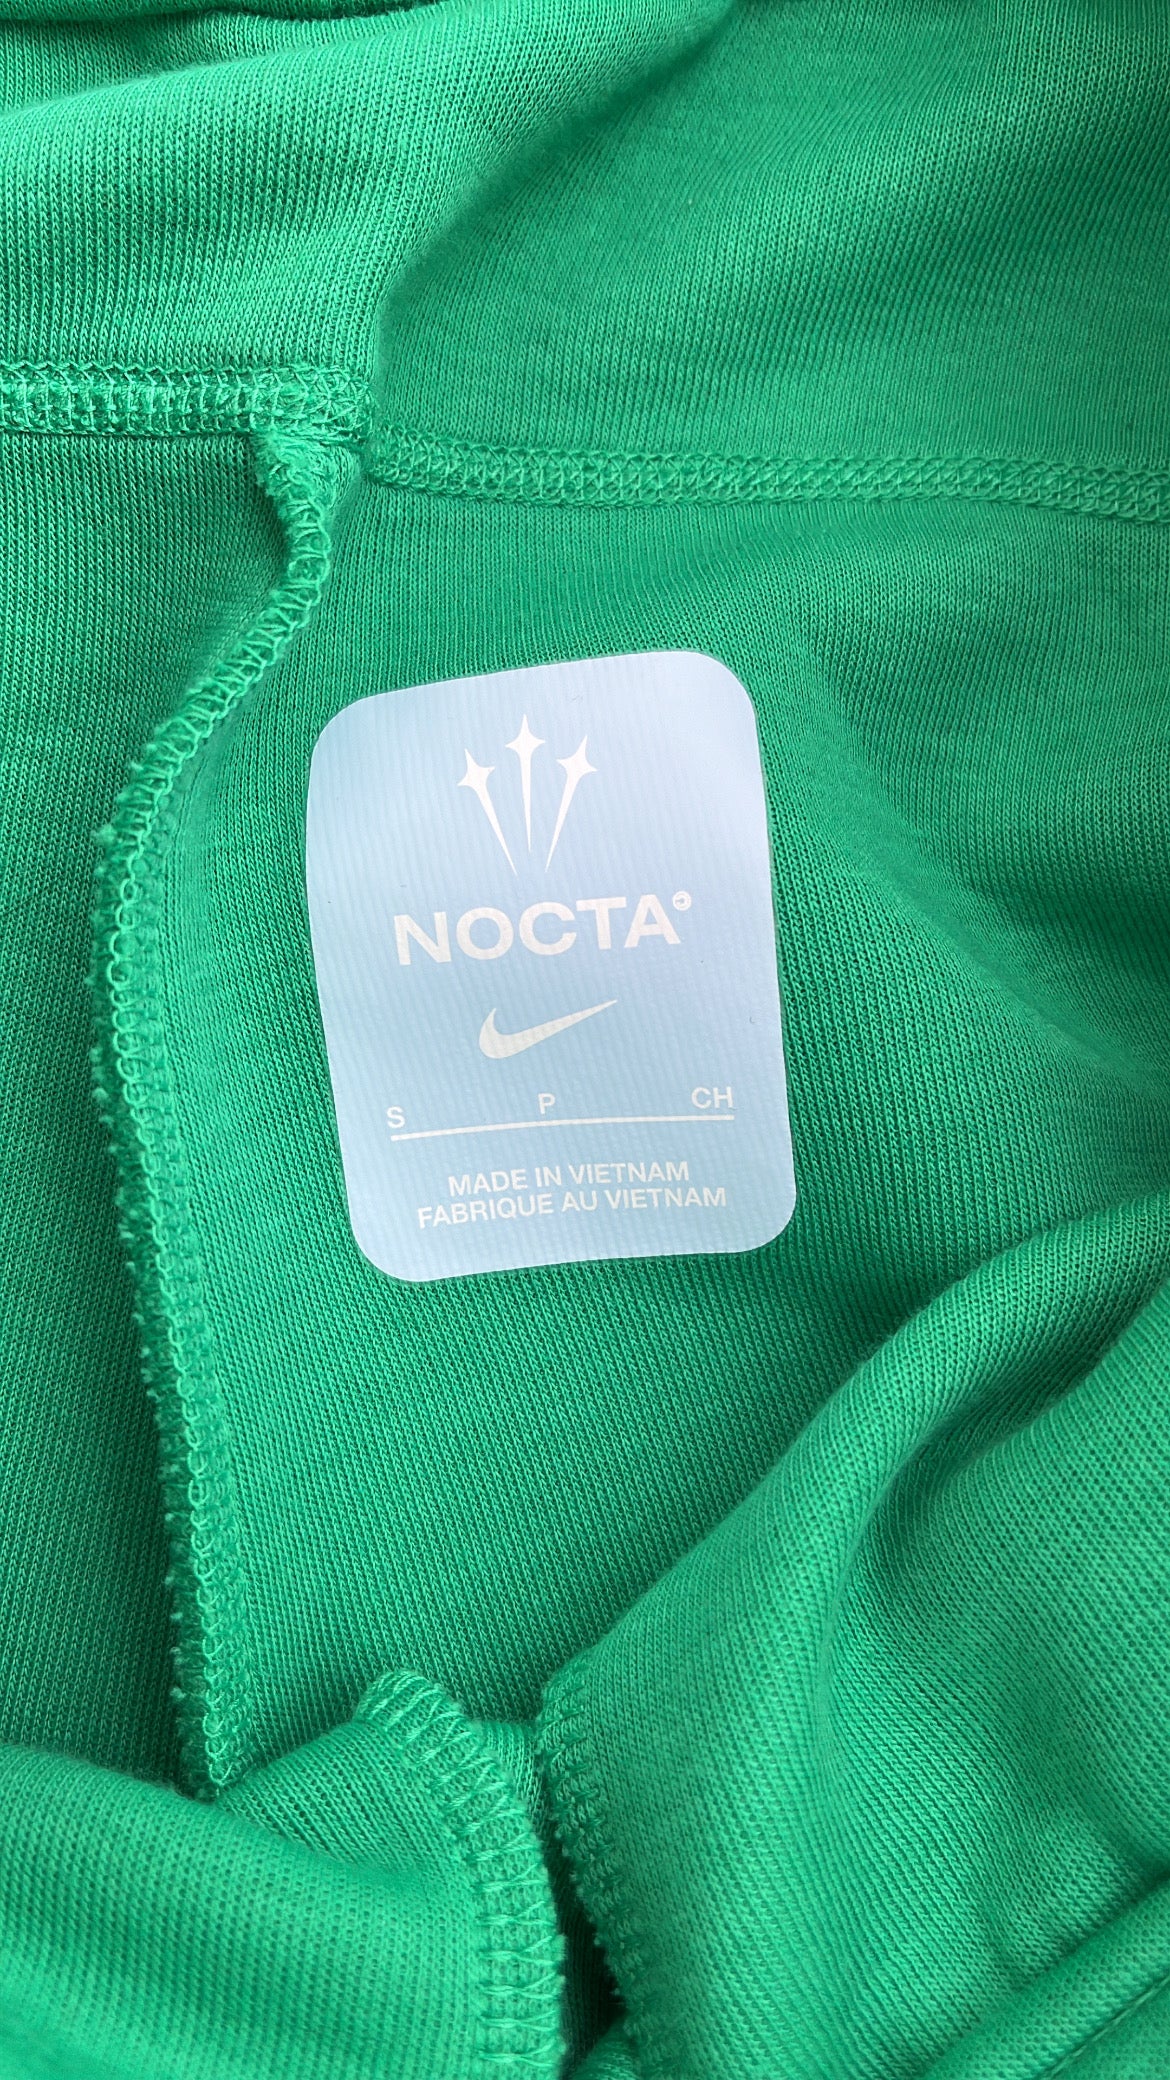 NOCTA®
S P CH
MADE IN VIETNAM
FABRIQUE AU VIETNAM